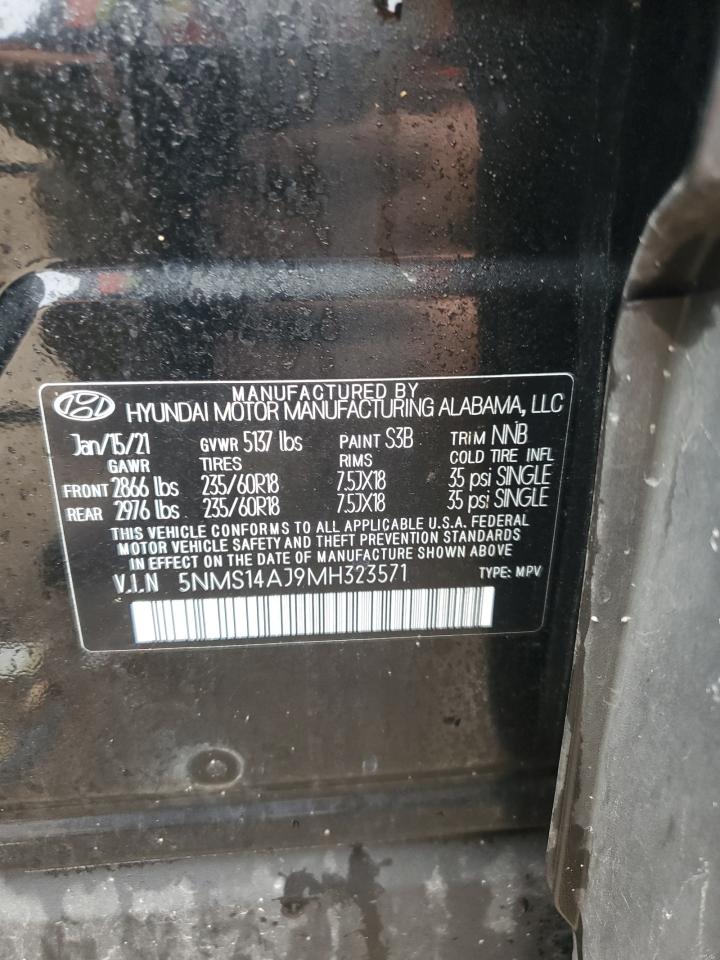 MANUFACTURED BY
HYUNDAI MOTOR MANUFACTURING ALABAMA, LLC
Jan/15/21 GVWR 5137 lbs PAINT S3B TRIM NNB
GAWR TIRES RIMS COLD TIRE INFL
FRONT 2866 lbs 235/60R18 7.5JX18 35 psi SINGLE
REAR 2976 lbs 235/60R18 7.5JX18 35 psi SINGLE
THIS VEHICLE CONFORMS TO ALL APPLICABLE U.S.A. FEDERAL
MOTOR VEHICLE SAFETY AND THEFT PREVENTION STANDARDS
IN EFFECT ON THE DATE OF MANUFACTURE SHOWN ABOVE
V.I.N 5NMS14AJ9MH323571 TYPE: MPV